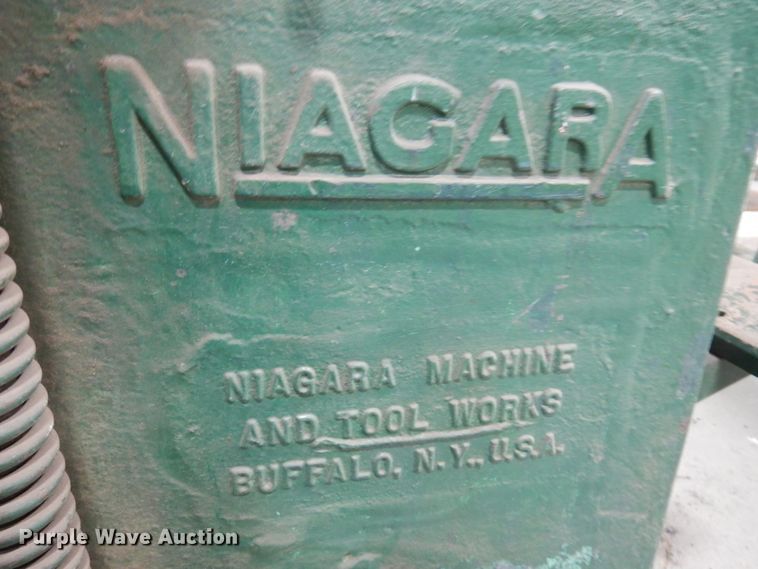 NIAGARA
NIAGARA MACHINE
AND TOOL WORKS
BUFFALO, N.Y., U.S.A.
Purple Wave Auction